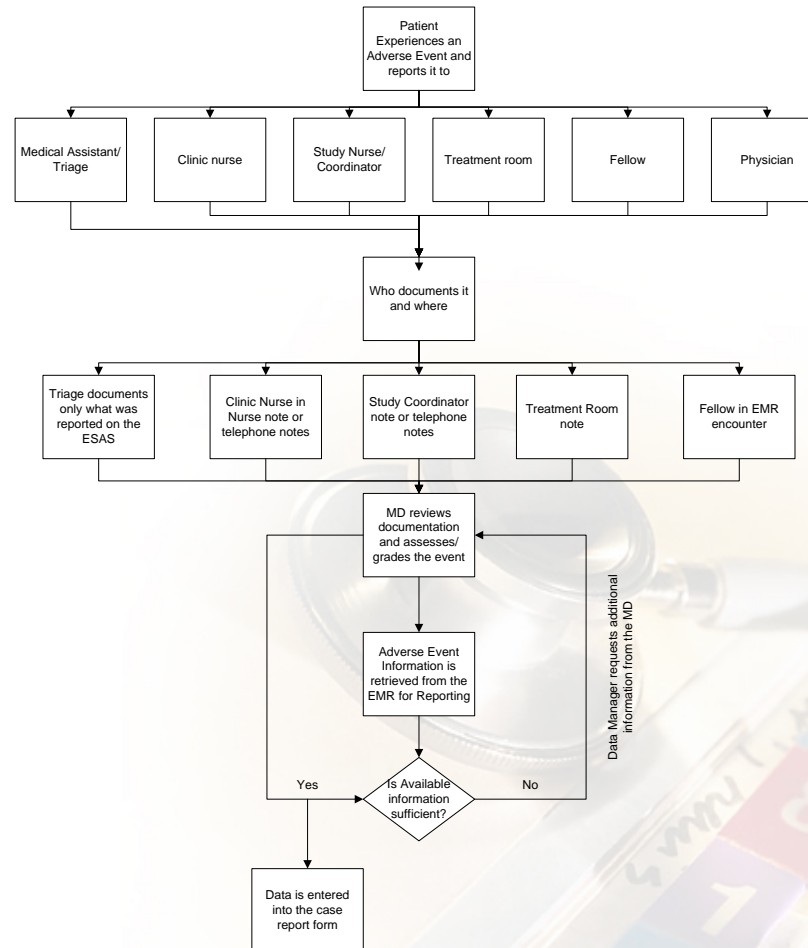 Patient
Experiences an
Adverse Event and
reports it to
Medical Assistant/
Triage
Clinic nurse
Study Nurse/
Coordinator
Treatment room
Fellow
Physician
Who documents it
and where
Triage documents
only what was
reported on the
ESAS
Clinic Nurse in
Nurse note or
telephone notes
Study Coordinator
note or telephone
notes
Treatment Room
note
Fellow in EMR
encounter
MD reviews
documentation
and assesses/
grades the event
Data Manager requests additional
information from the MD
Adverse Event
Information is
retrieved from the
EMR for Reporting
Yes
Is Available
information
sufficient?
No
Data is entered
into the case
report form
1